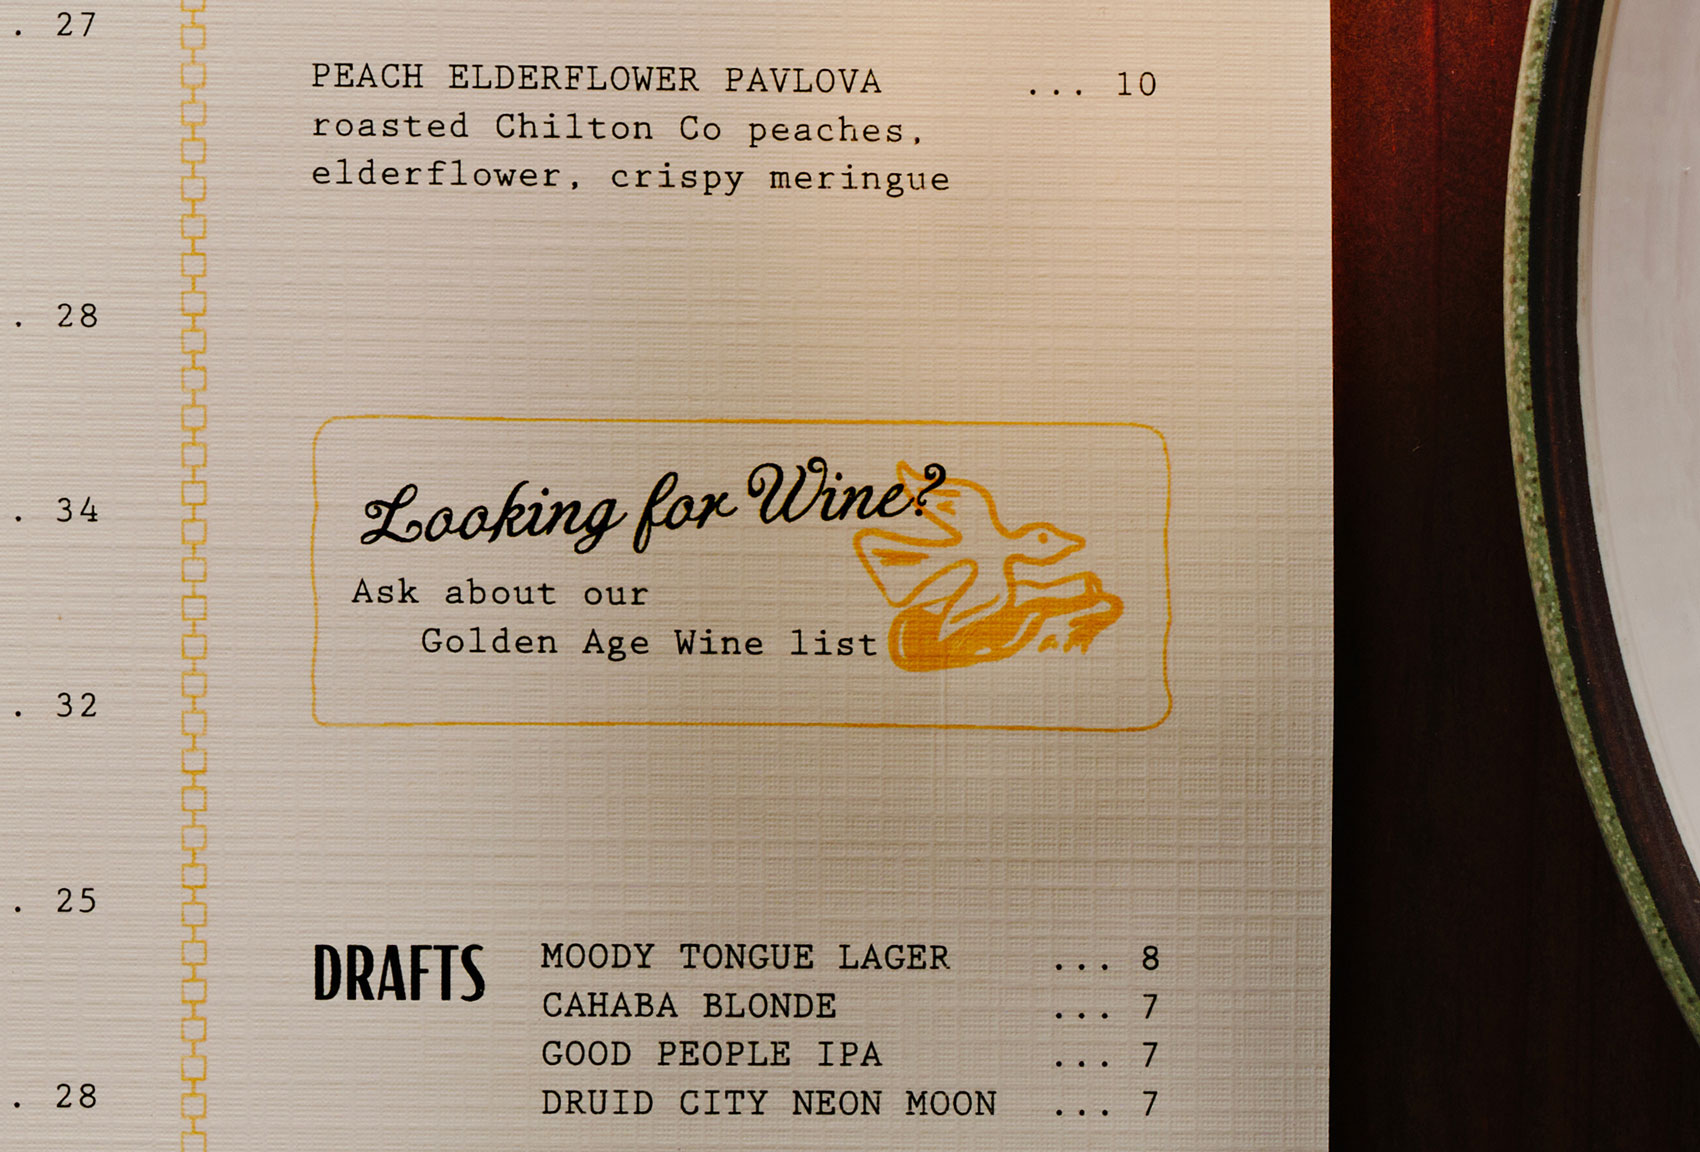 . 27
. 28
. 34
. 32
. 25
. 28
PEACH ELDERFLOWER PAVLOVA ... 10
roasted Chilton Co peaches,
elderflower, crispy meringue
Looking for Wine?
Ask about our
Golden Age Wine list
DRAFTS
MOODY TONGUE LAGER ... 8
CAHABA BLONDE ... 7
GOOD PEOPLE IPA ... 7
DRUID CITY NEON MOON ... 7